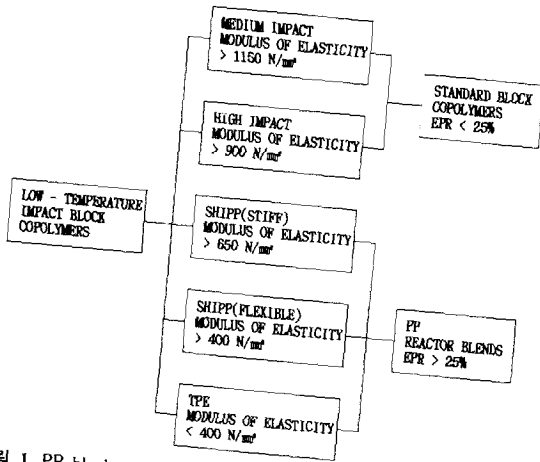 MEDIUM IMPACT
MODULUS OF ELASTICITY
> 1150 N/mm²
HIGH IMPACT
MODULUS OF ELASTICITY
> 900 N/mm²
STANDARD BLOCK
COPOLYMERS
EPR < 25%
LOW - TEMPERATURE
IMPACT BLOCK
COPOLYMERS
SHIPP(STIFF)
MODULUS OF ELASTICITY
> 650 N/mm²
SHIPP(FLEXIBLE)
MODULUS OF ELASTICITY
> 400 N/mm²
PP
REACTOR BLENDS
EPR > 25%
TPE
MODULUS OF ELASTICITY
< 400 N/mm²
림 1. PP